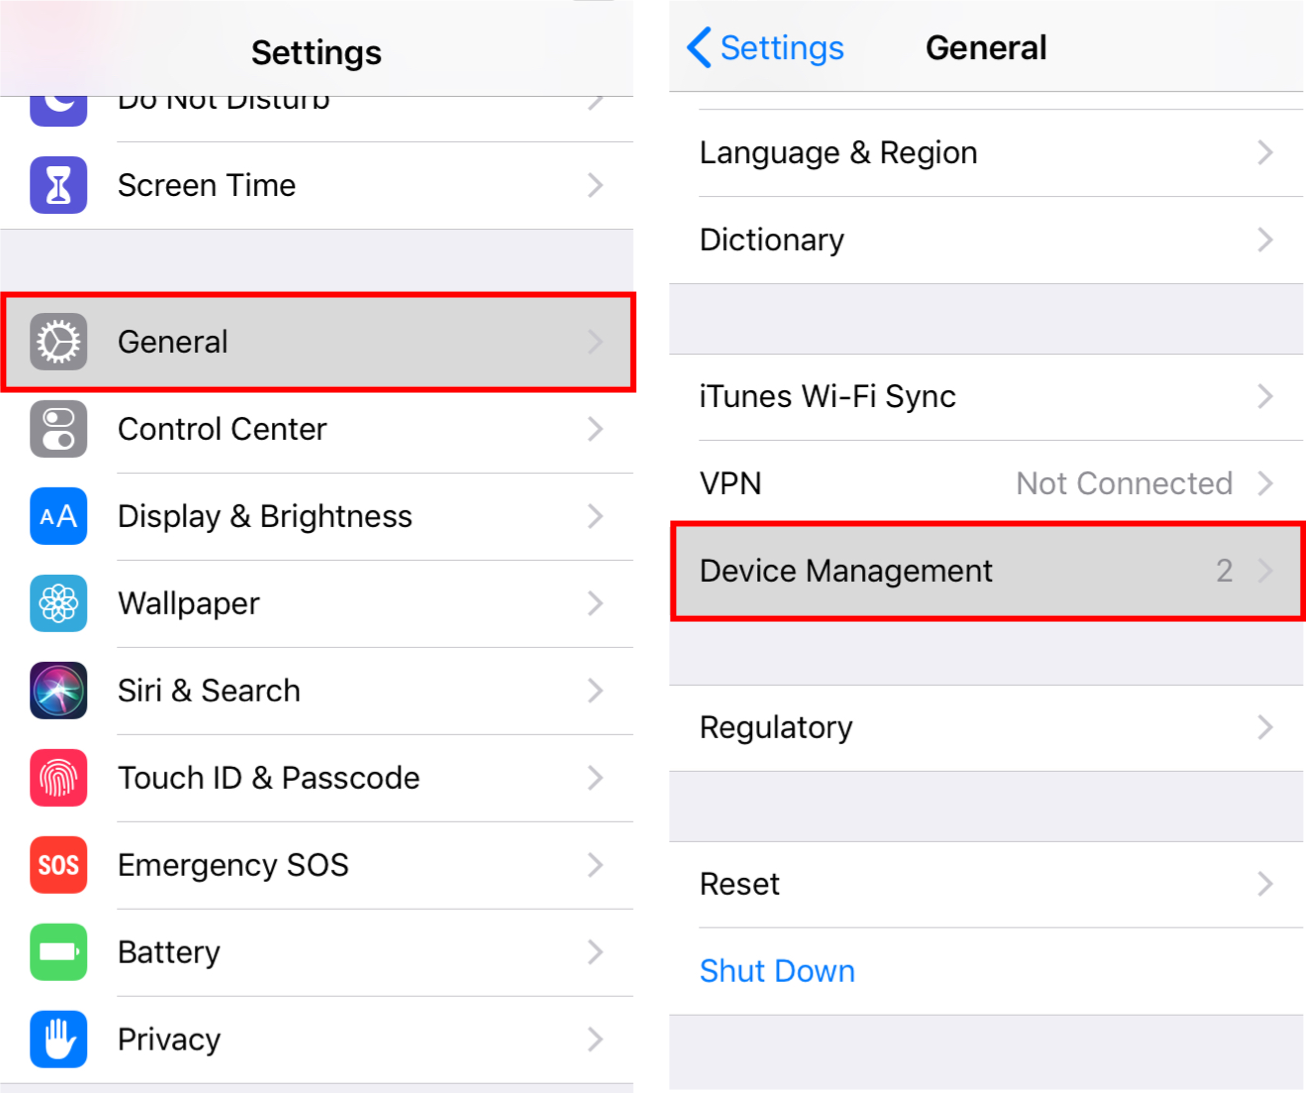 Settings
Do Not Disturb
Screen Time
General
Control Center
AA Display & Brightness
Wallpaper
Siri & Search
Touch ID & Passcode
SOS Emergency SOS
Battery
Privacy
Settings General
Language & Region
Dictionary
iTunes Wi-Fi Sync
VPN Not Connected
Device Management 2
Regulatory
Reset
Shut Down